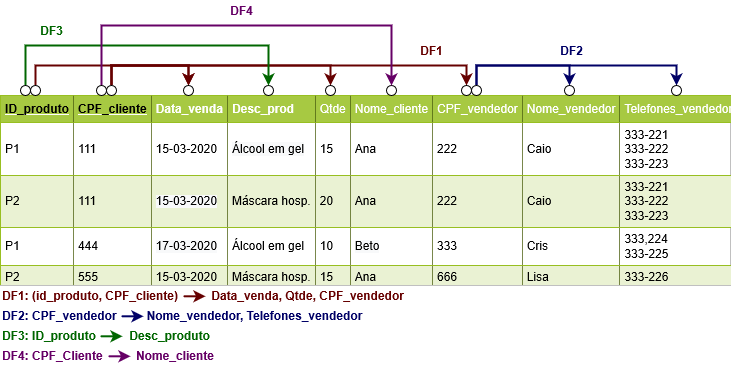 DF4
DF3
DF1
DF2
ID_produto CPF_cliente Data_venda Desc_prod Qtde Nome_cliente CPF_vendedor Nome_vendedor Telefones_vendedor
P1 111 15-03-2020 Álcool em gel 15 Ana 222 Caio 333-221
333-222
333-223
P2 111 15-03-2020 Máscara hosp. 20 Ana 222 Caio 333-221
333-222
333-223
P1 444 17-03-2020 Álcool em gel 10 Beto 333 Cris 333,224
333-225
P2 555 15-03-2020 Máscara hosp. 15 Ana 666 Lisa 333-226
DF1: (id_produto, CPF_cliente) Data_venda, Qtde, CPF_vendedor
DF2: CPF_vendedor Nome_vendedor, Telefones_vendedor
DF3: ID_produto Desc_produto
DF4: CPF_Cliente Nome_cliente